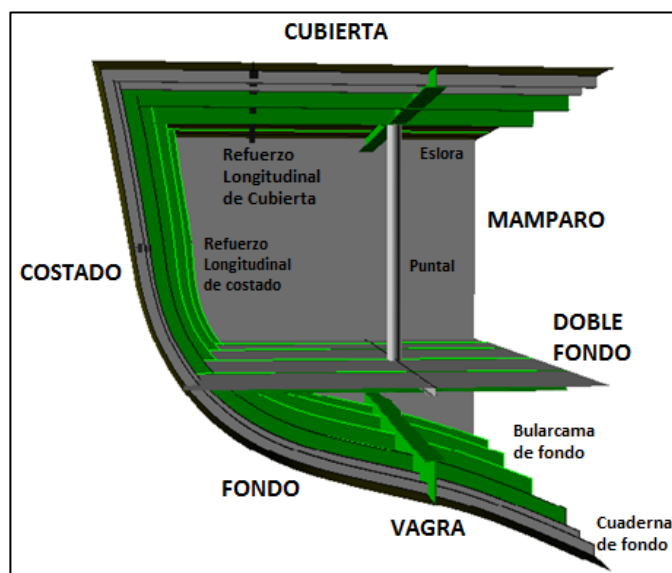 CUBIERTA
Refuerzo
Longitudinal
de Cubierta
Eslora
MAMPARO
COSTADO
Refuerzo
Longitudinal
de costado
Puntal
DOBLE
FONDO
Bularcama
de fondo
FONDO
VAGRA
Cuaderna
de fondo